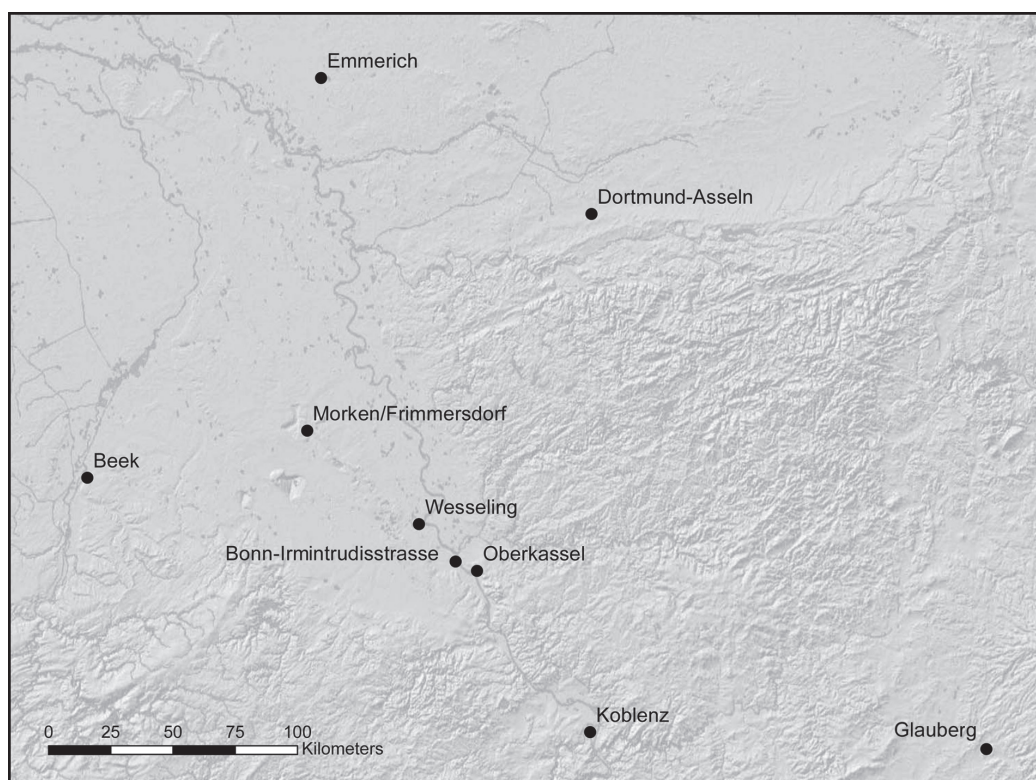 Emmerich
Dortmund-Asseln
Morken/Frimmersdorf
Beek
Wesseling
Bonn-Irmintrudisstrasse
Oberkassel
Koblenz
Glauberg
0 25 50 75 100
Kilometers